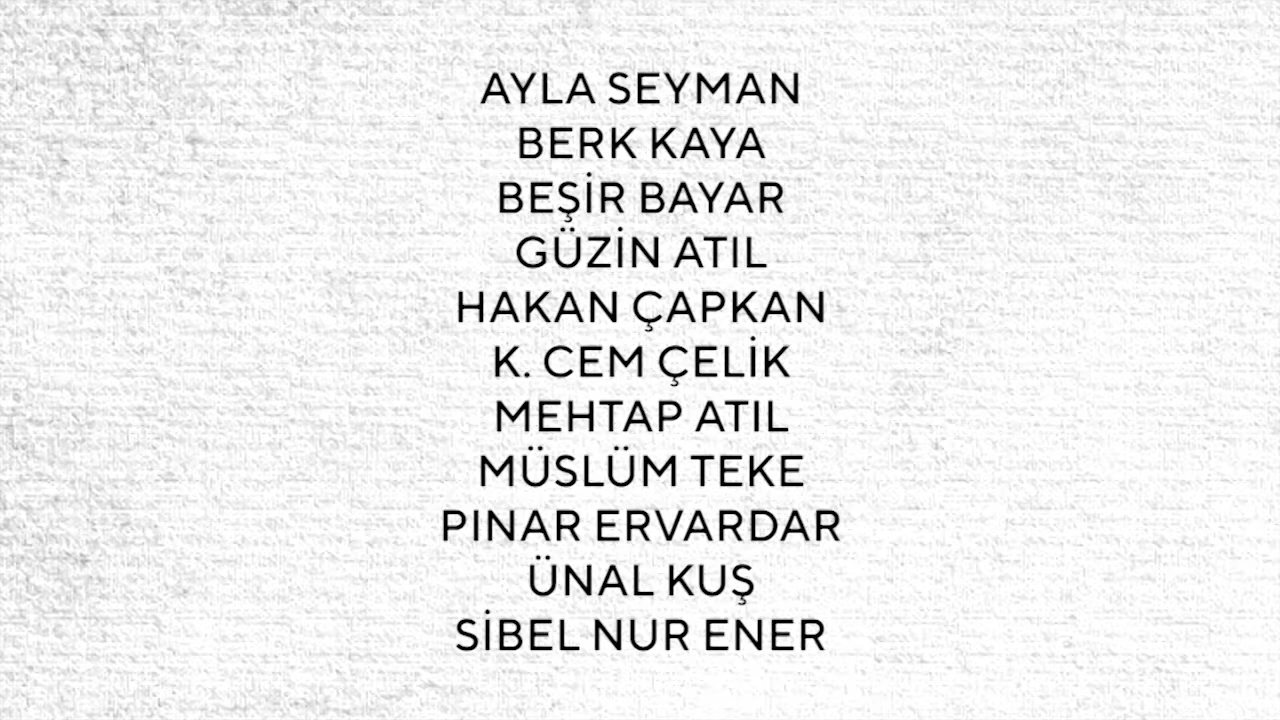 AYLA SEYMAN
BERK KAYA
BEŞİR BAYAR
GÜZİN ATIL
HAKAN ÇAPKAN
K. CEM ÇELİK
MEHTAP ATIL
MÜSLÜM TEKE
PINAR ERVARDAR
ÜNAL KUŞ
SİBEL NUR ENER